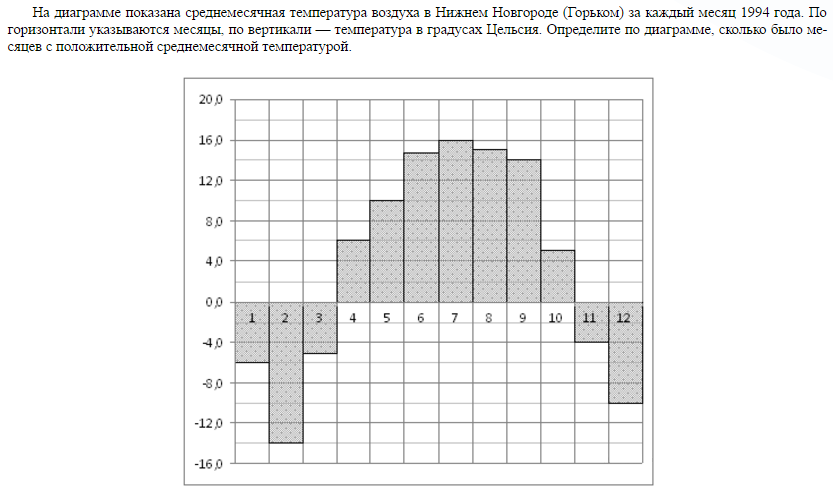 На диаграмме показана среднемесячная температура воздуха в Нижнем Новгороде (Горьком) за каждый месяц 1994 года. По
горизонтали указываются месяцы, по вертикали — температура в градусах Цельсия. Определите по диаграмме, сколько было ме-
сяцев с положительной среднемесячной температурой.
20,0
16,0
12,0
8,0
4,0
0,0
1 2 3 4 5 6 7 8 9 10 11 12
-4,0
-8,0
-12,0
-16,0